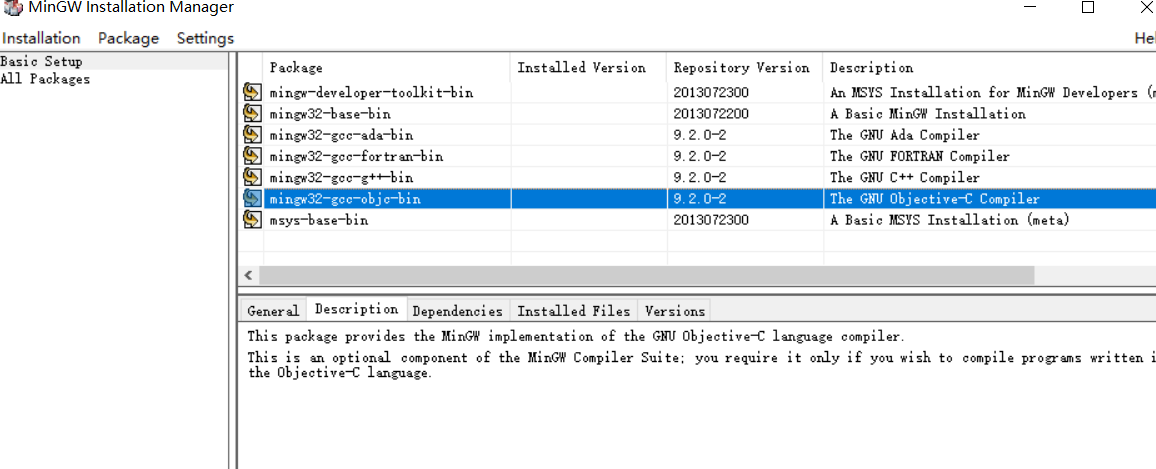 MinGW Installation Manager
Installation Package Settings Hel
Basic Setup
All Packages
Package Installed Version Repository Version Description
mingw-developer-toolkit-bin 2013072300 An MSYS Installation for MinGW Developers (m
mingw32-base-bin 2013072200 A Basic MinGW Installation
mingw32-gcc-ada-bin 9.2.0-2 The GNU Ada Compiler
mingw32-gcc-fortran-bin 9.2.0-2 The GNU FORTRAN Compiler
mingw32-gcc-g++-bin 9.2.0-2 The GNU C++ Compiler
mingw32-gcc-objc-bin 9.2.0-2 The GNU Objective-C Compiler
msys-base-bin 2013072300 A Basic MSYS Installation (meta)
General Description Dependencies Installed Files Versions
This package provides the MinGW implementation of the GNU Objective-C language compiler.
This is an optional component of the MinGW Compiler Suite; you require it only if you wish to compile programs written i
the Objective-C language.